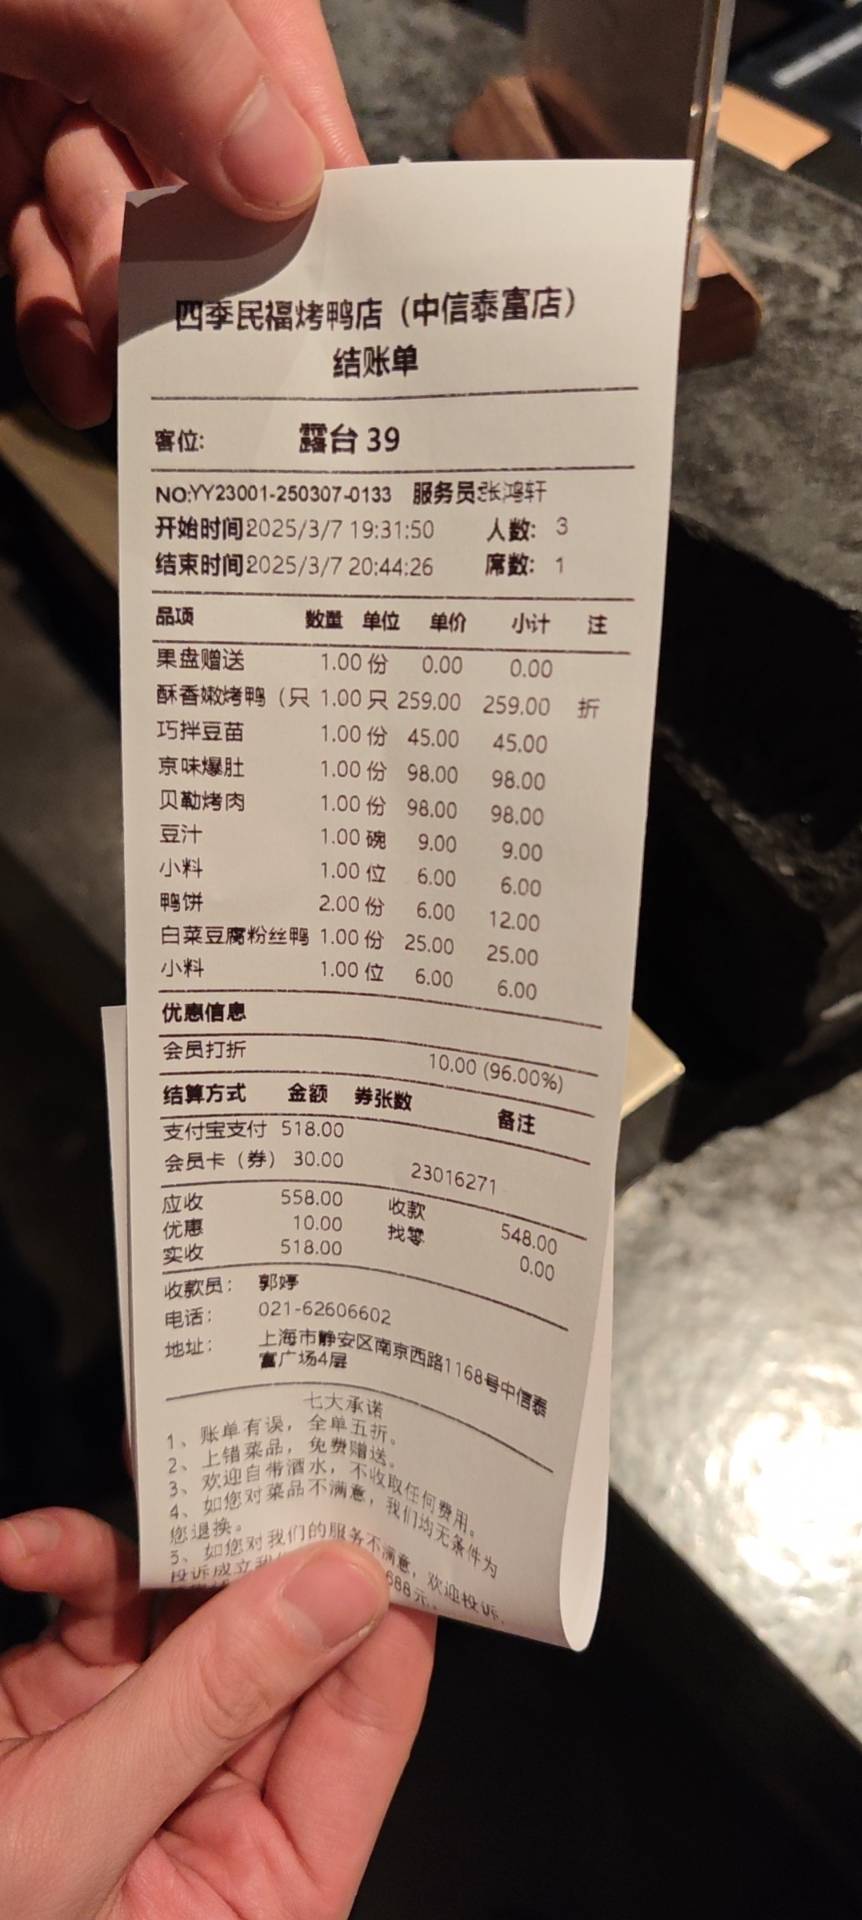 四季民福烤鸭店（中信泰富店）
结账单
客位: 露台 39
NO:YY23001-250307-0133 服务员:张鸿轩
开始时间2025/3/7 19:31:50 人数: 3
结束时间2025/3/7 20:44:26 席数: 1
品项 数量 单位 单价 小计 注
果盘赠送 1.00 份 0.00 0.00
酥香嫩烤鸭（只 1.00 只 259.00 259.00 折
巧拌豆苗 1.00 份 45.00 45.00
京味爆肚 1.00 份 98.00 98.00
贝勒烤肉 1.00 份 98.00 98.00
豆汁 1.00 碗 9.00 9.00
小料 1.00 位 6.00 6.00
鸭饼 2.00 份 6.00 12.00
白菜豆腐粉丝鸭 1.00 份 25.00 25.00
小料 1.00 位 6.00 6.00
优惠信息
会员打折 10.00 (96.00%)
结算方式 金额 券张数 备注
支付宝支付 518.00
会员卡（券） 30.00 23016271
应收 558.00 收款 548.00
优惠 10.00 找零 0.00
实收 518.00
收款员: 郭婷
电话: 021-62606602
地址: 上海市静安区南京西路1168号中信泰
富广场4层
七大承诺
1、账单有误，全单五折。
2、上错菜品，免费赠送。
3、欢迎自带酒水，不收取任何费用。
4、如您对菜品不满意，我们均无条件为
您退换。
5、如您对我们的服务不满意，欢迎投诉，
投诉成立我 688元